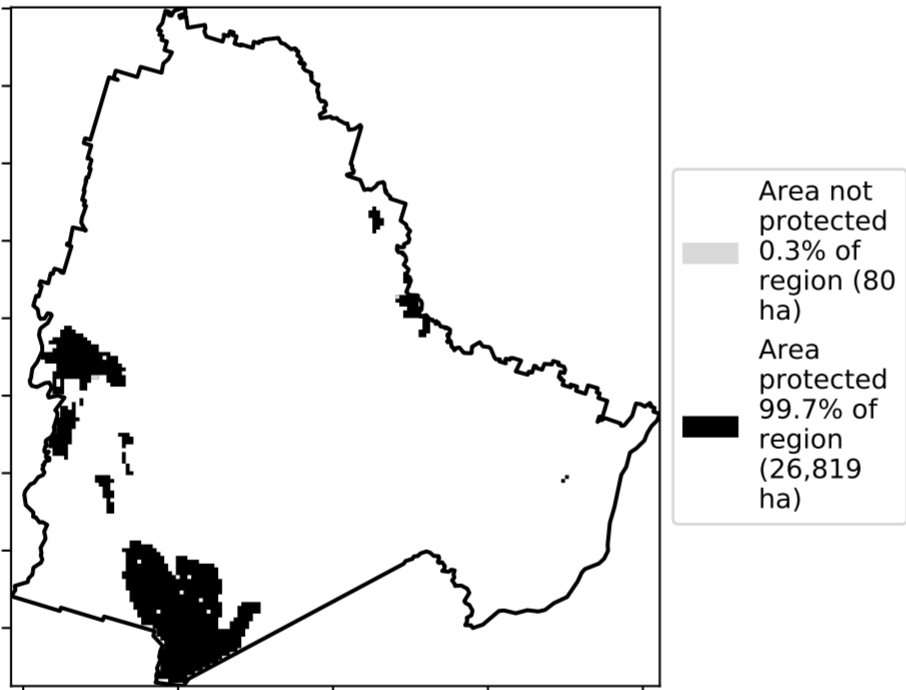 Area not
protected
0.3% of
region (80
ha)
Area
protected
99.7% of
region
(26,819
ha)